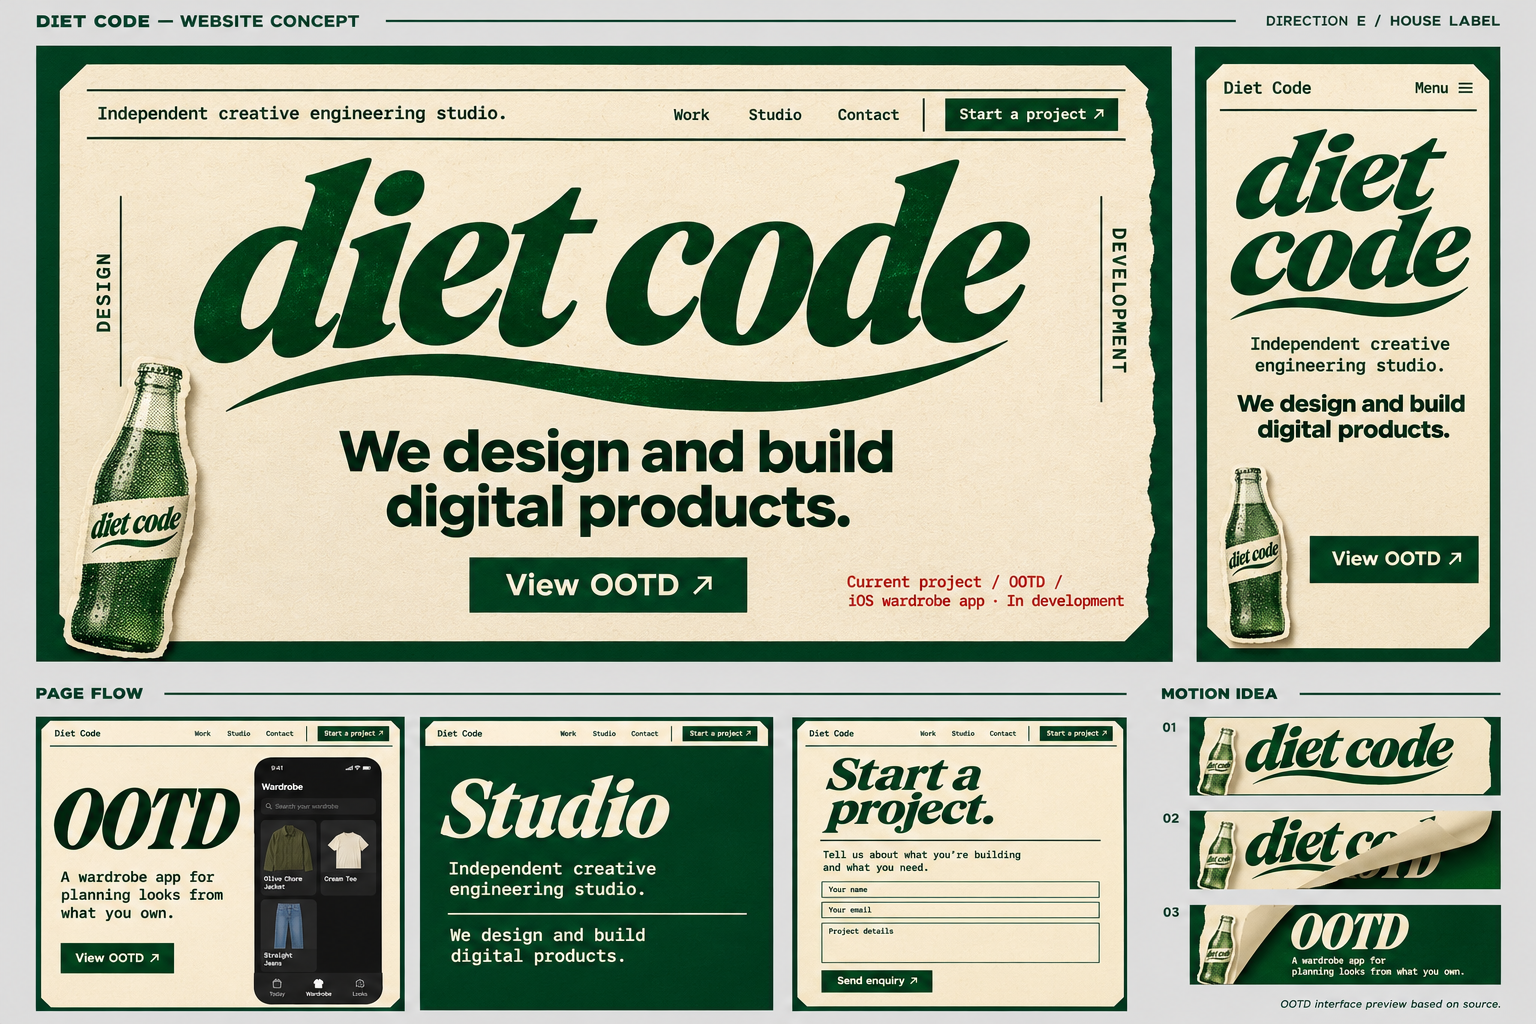 DIET CODE — WEBSITE CONCEPT
DIRECTION E / HOUSE LABEL
Independent creative engineering studio.
Work
Studio
Contact
Start a project ↗
diet code
DESIGN
DEVELOPMENT
diet code
We design and build
digital products.
View OOTD ↗
Current project / OOTD /
iOS wardrobe app · In development
Diet Code
Menu
diet
code
Independent creative
engineering studio.
We design and build
digital products.
diet code
View OOTD ↗
PAGE FLOW
Diet Code
Work
Studio
Contact
Start a project ↗
OOTD
A wardrobe app for
planning looks from
what you own.
View OOTD ↗
9:41
Wardrobe
Search your wardrobe
Olive Chore
Jacket
Cream Tee
Straight
Jeans
Today
Wardrobe
Looks
Diet Code
Work
Studio
Contact
Start a project ↗
Studio
Independent creative
engineering studio.
We design and build
digital products.
Diet Code
Work
Studio
Contact
Start a project ↗
Start a
project.
Tell us about what you're building
and what you need.
Your name
Your email
Project details
Send enquiry ↗
MOTION IDEA
01
diet code
diet code
02
diet co
diet code
03
OOTD
A wardrobe app for
planning looks from what you own.
diet code
OOTD interface preview based on source.